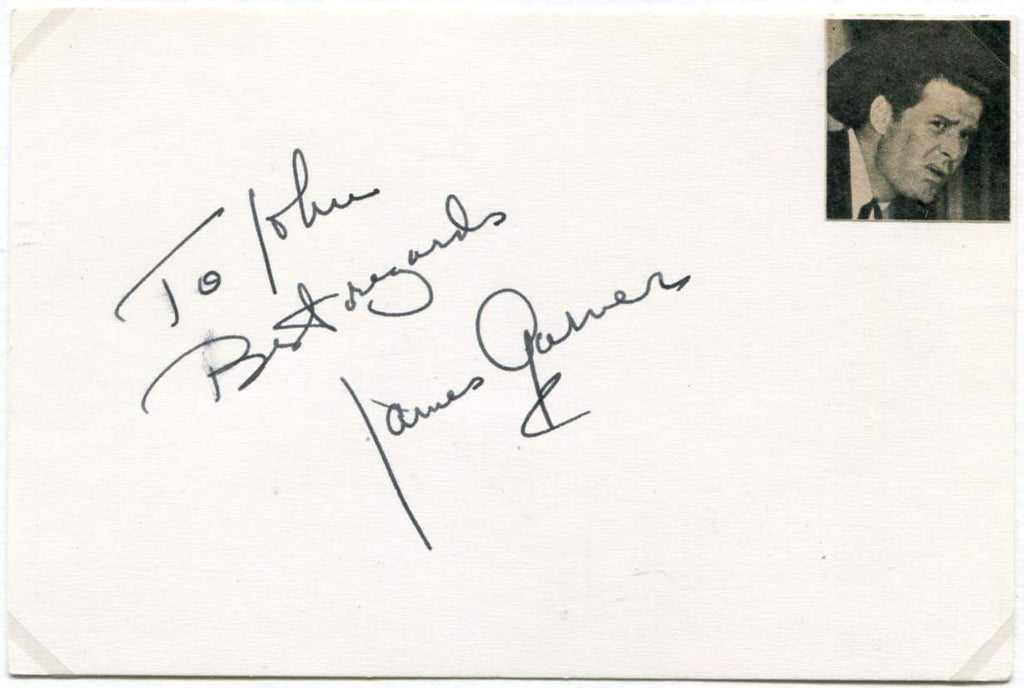 To John
Best regards
James Garner